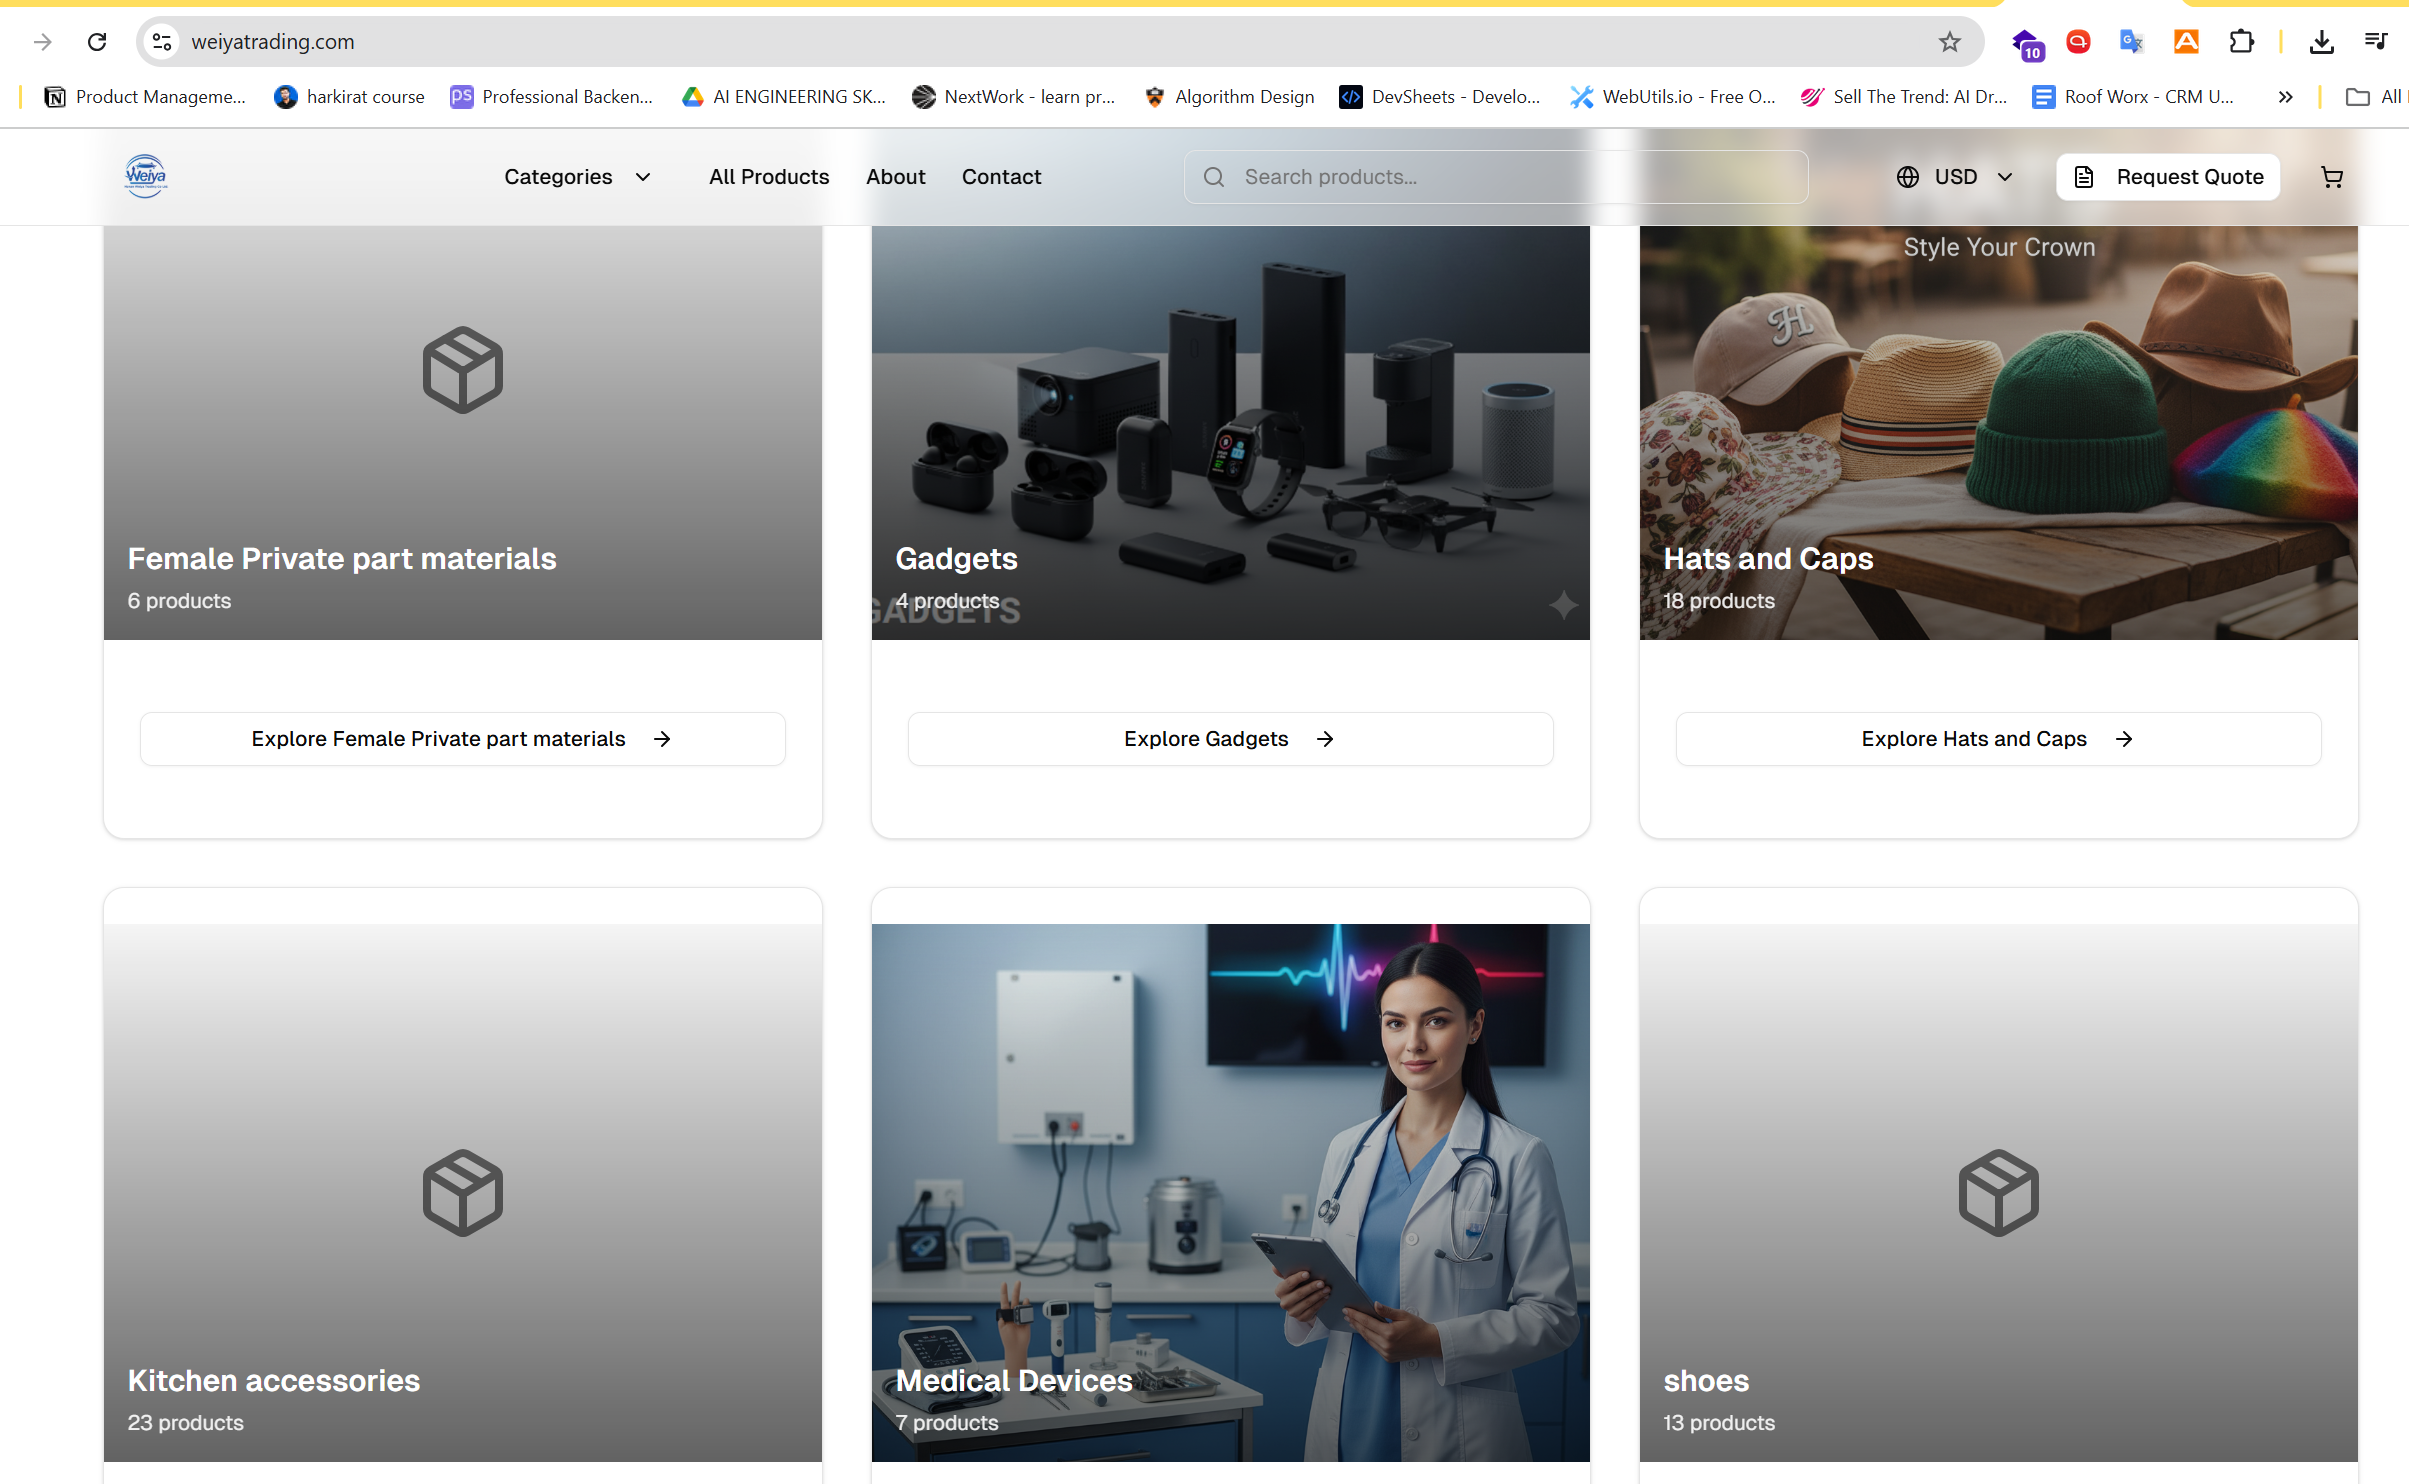 weiyatrading.com
10
Product Manageme...
harkirat course
Professional Backen...
AI ENGINEERING SK...
NextWork - learn pr...
Algorithm Design
DevSheets - Develo...
WebUtils.io - Free O...
Sell The Trend: AI Dr...
Roof Worx - CRM U...
All
Weiya
Categories
All Products
About
Contact
Search products...
USD
Request Quote
Style Your Crown
H
Female Private part materials
6 products
Gadgets
4 products
GADGETS
Hats and Caps
18 products
Explore Female Private part materials
Explore Gadgets
Explore Hats and Caps
Kitchen accessories
23 products
Medical Devices
7 products
shoes
13 products